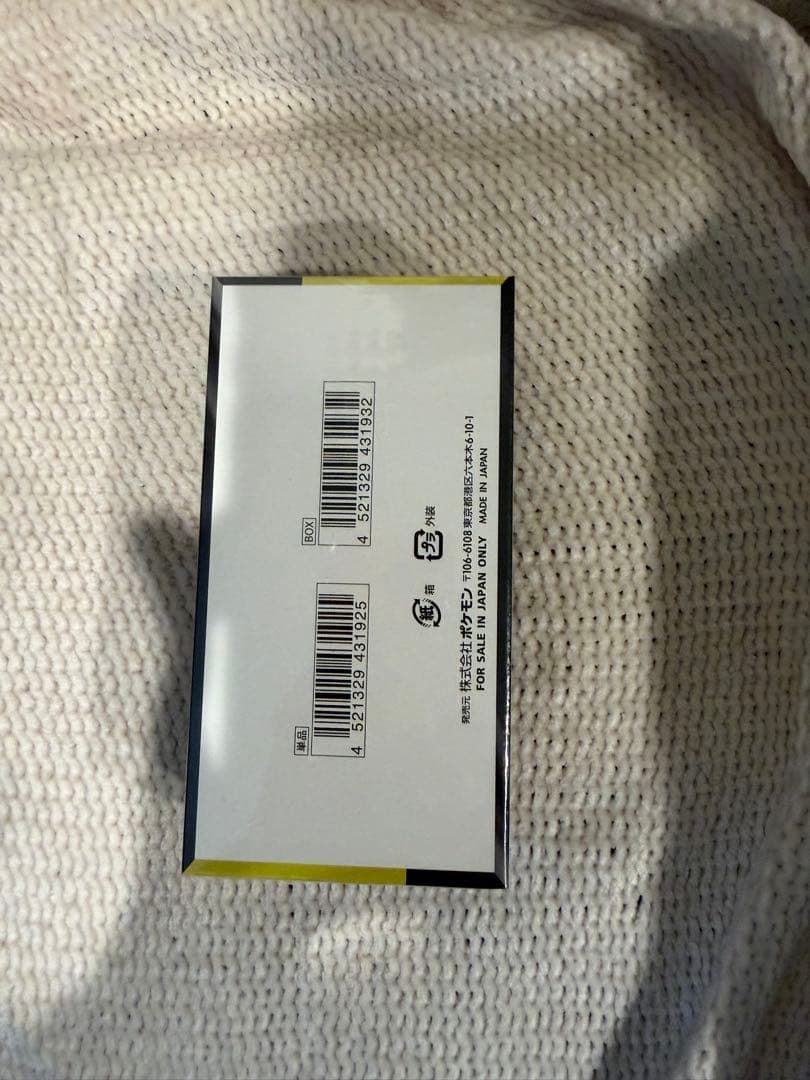 単品
4 521329 431925
BOX
4 521329 431932
紙 箱
プラ 外装
発売元 株式会社 ポケモン 〒106-6108 東京都港区六本木6-10-1
FOR SALE IN JAPAN ONLY MADE IN JAPAN